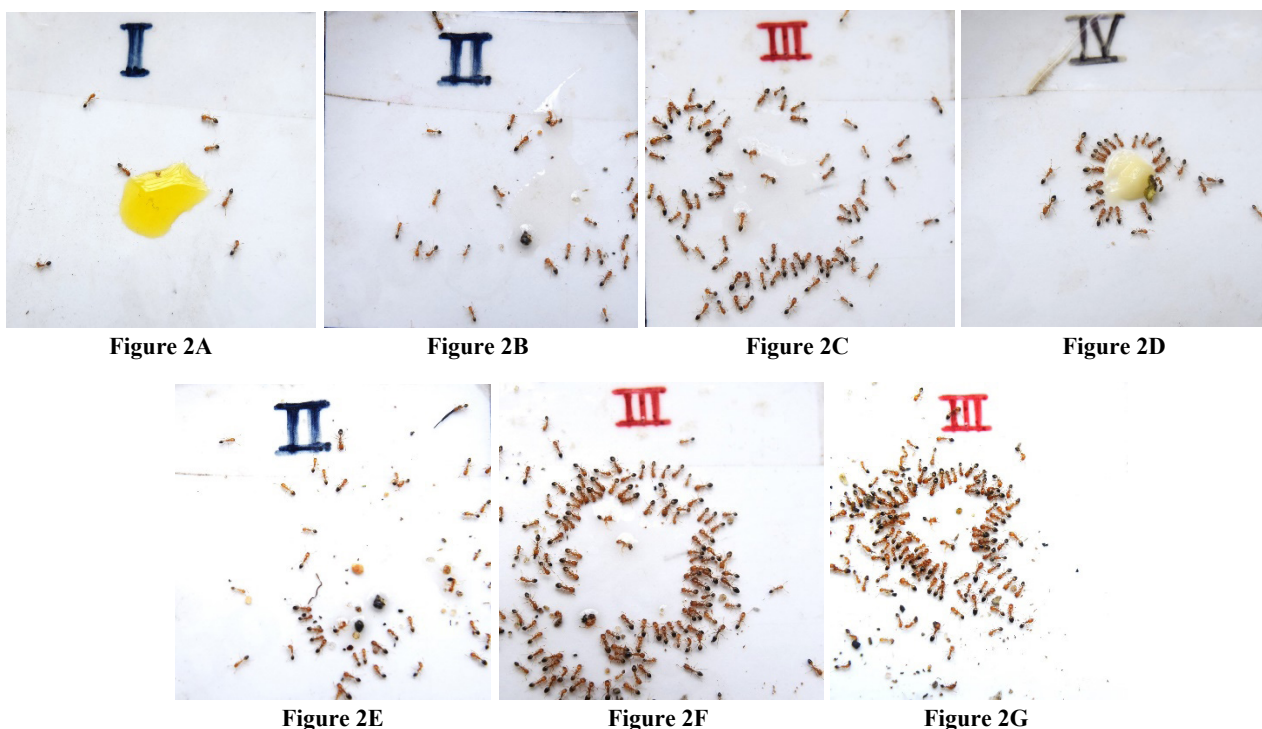 I
II
III
IV
Figure 2A
Figure 2B
Figure 2C
Figure 2D
II
III
III
Figure 2E
Figure 2F
Figure 2G